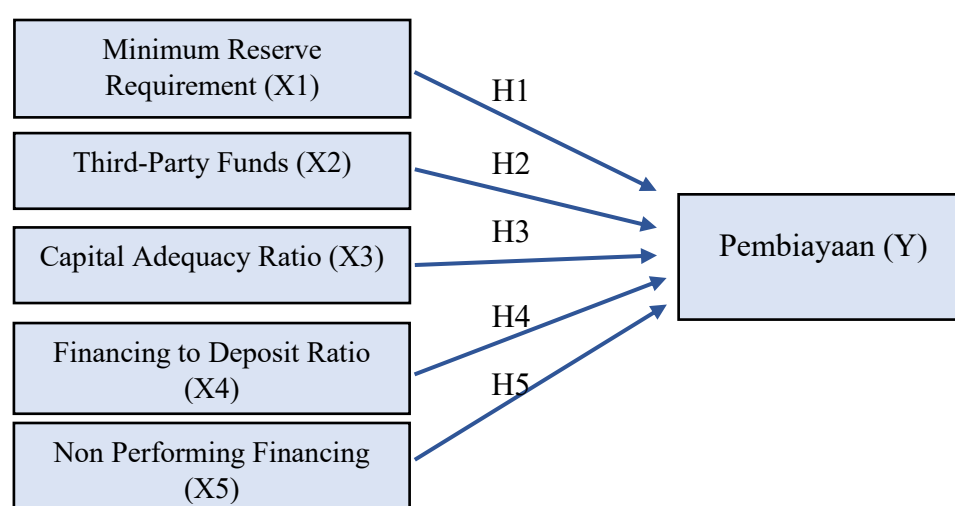 Minimum Reserve
Requirement (X1)
Third-Party Funds (X2)
Capital Adequacy Ratio (X3)
Financing to Deposit Ratio
(X4)
Non Performing Financing
(X5)
H1
H2
H3
H4
H5
Pembiayaan (Y)